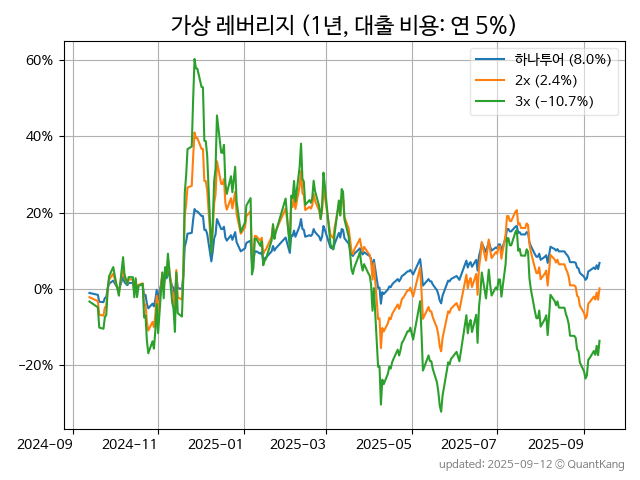 가상 레버리지 (1년, 대출 비용: 연 5%)
60%
40%
20%
0%
−20%
하나투어 (8.0%)
2x (2.4%)
3x (−10.7%)
2024-09
2024-11
2025-01
2025-03
2025-05
2025-07
2025-09
updated: 2025-09-12 © QuantKang